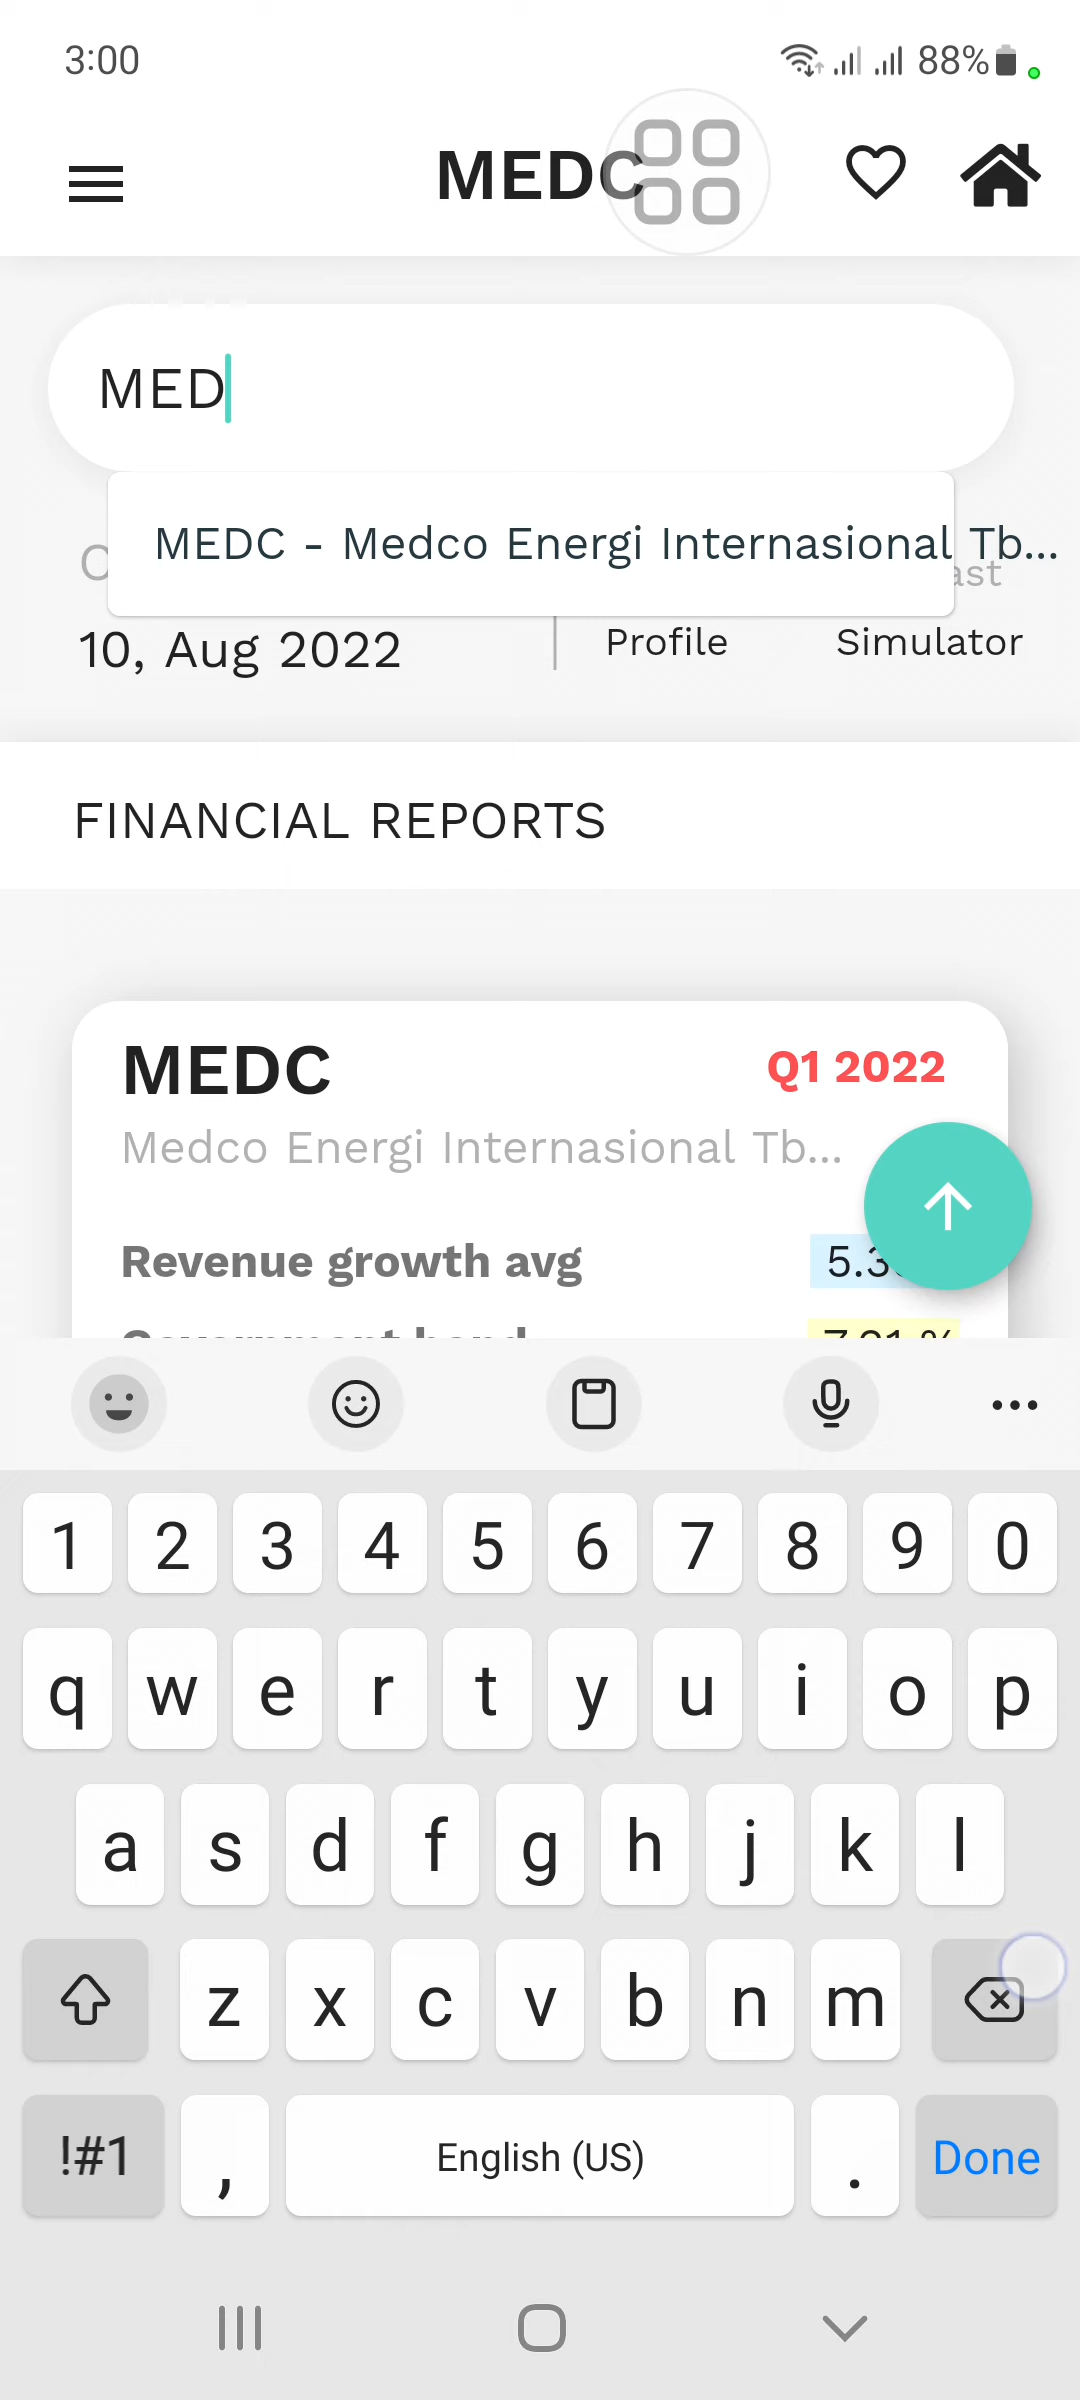 3:00
88%
MEDC
MED
MEDC - Medco Energi Internasional Tb...
10, Aug 2022
Profile
Simulator
FINANCIAL REPORTS
MEDC
Q1 2022
Medco Energi Internasional Tb...
Revenue growth avg
1 2 3 4 5 6 7 8 9 0
q w e r t y u i o p
a s d f g h j k l
z x c v b n m
!#1 , English (US) . Done